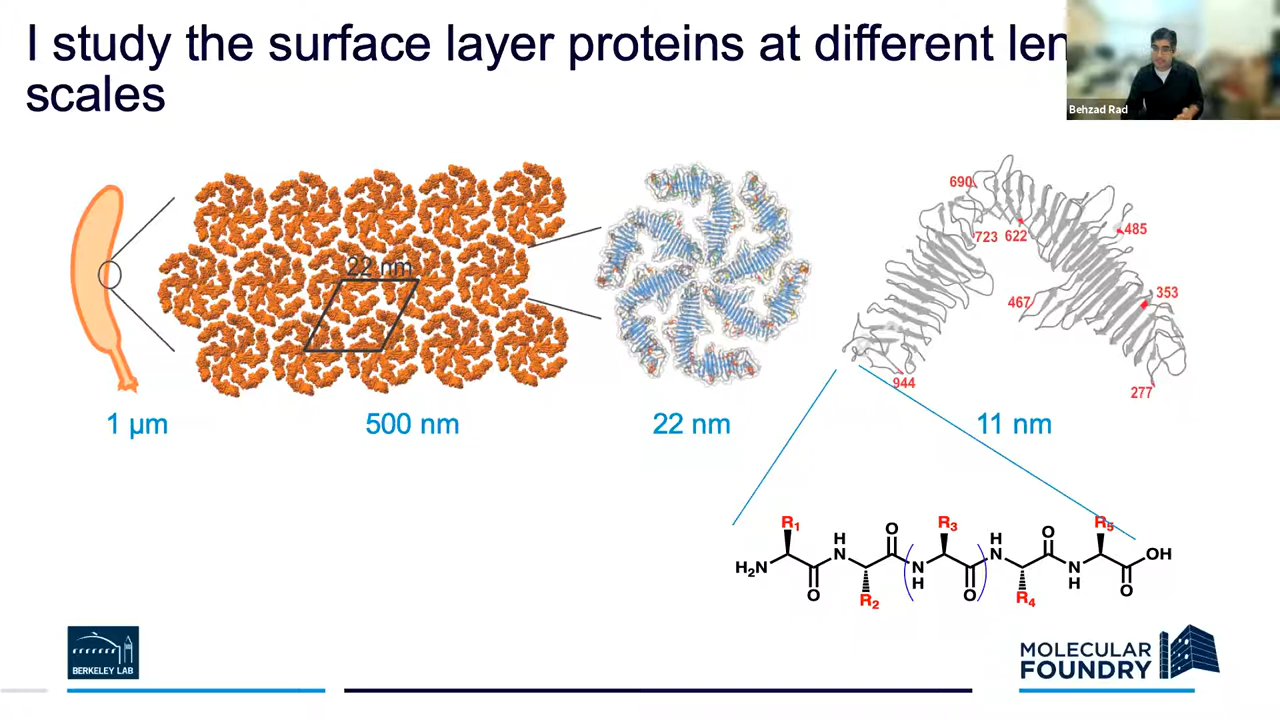 I study the surface layer proteins at different len
scales
Behzad Rad
22 nm
690
723
622
485
467
353
944
277
1 µm
500 nm
22 nm
11 nm
R1
R2
R3
R4
R5
H2N
O
H
N
O
N
H
O
H
N
O
N
H
O
OH
BERKELEY LAB
MOLECULAR
FOUNDRY